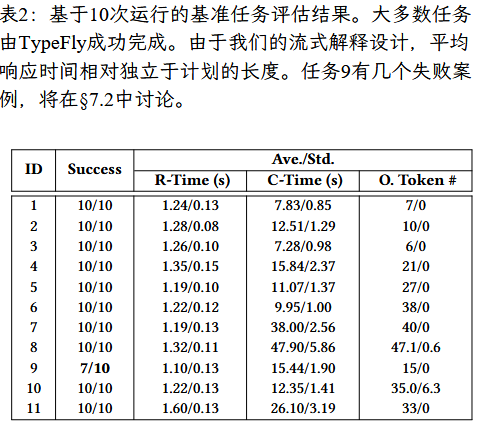 表2：基于10次运行的基准任务评估结果。大多数任务
由TypeFly成功完成。由于我们的流式解释设计，平均
响应时间相对独立于计划的长度。任务9有几个失败案
例，将在§7.2中讨论。
ID Success Ave./Std.
R-Time (s) C-Time (s) O. Token #
1 10/10 1.24/0.13 7.83/0.85 7/0
2 10/10 1.28/0.08 12.51/1.29 10/0
3 10/10 1.26/0.10 7.28/0.98 6/0
4 10/10 1.35/0.15 15.84/2.37 21/0
5 10/10 1.19/0.10 11.07/1.37 27/0
6 10/10 1.22/0.12 9.95/1.00 38/0
7 10/10 1.19/0.13 38.00/2.56 40/0
8 10/10 1.32/0.11 47.90/5.86 47.1/0.6
9 7/10 1.10/0.13 15.44/1.90 15/0
10 10/10 1.22/0.13 12.35/1.41 35.0/6.3
11 10/10 1.60/0.13 26.10/3.19 33/0